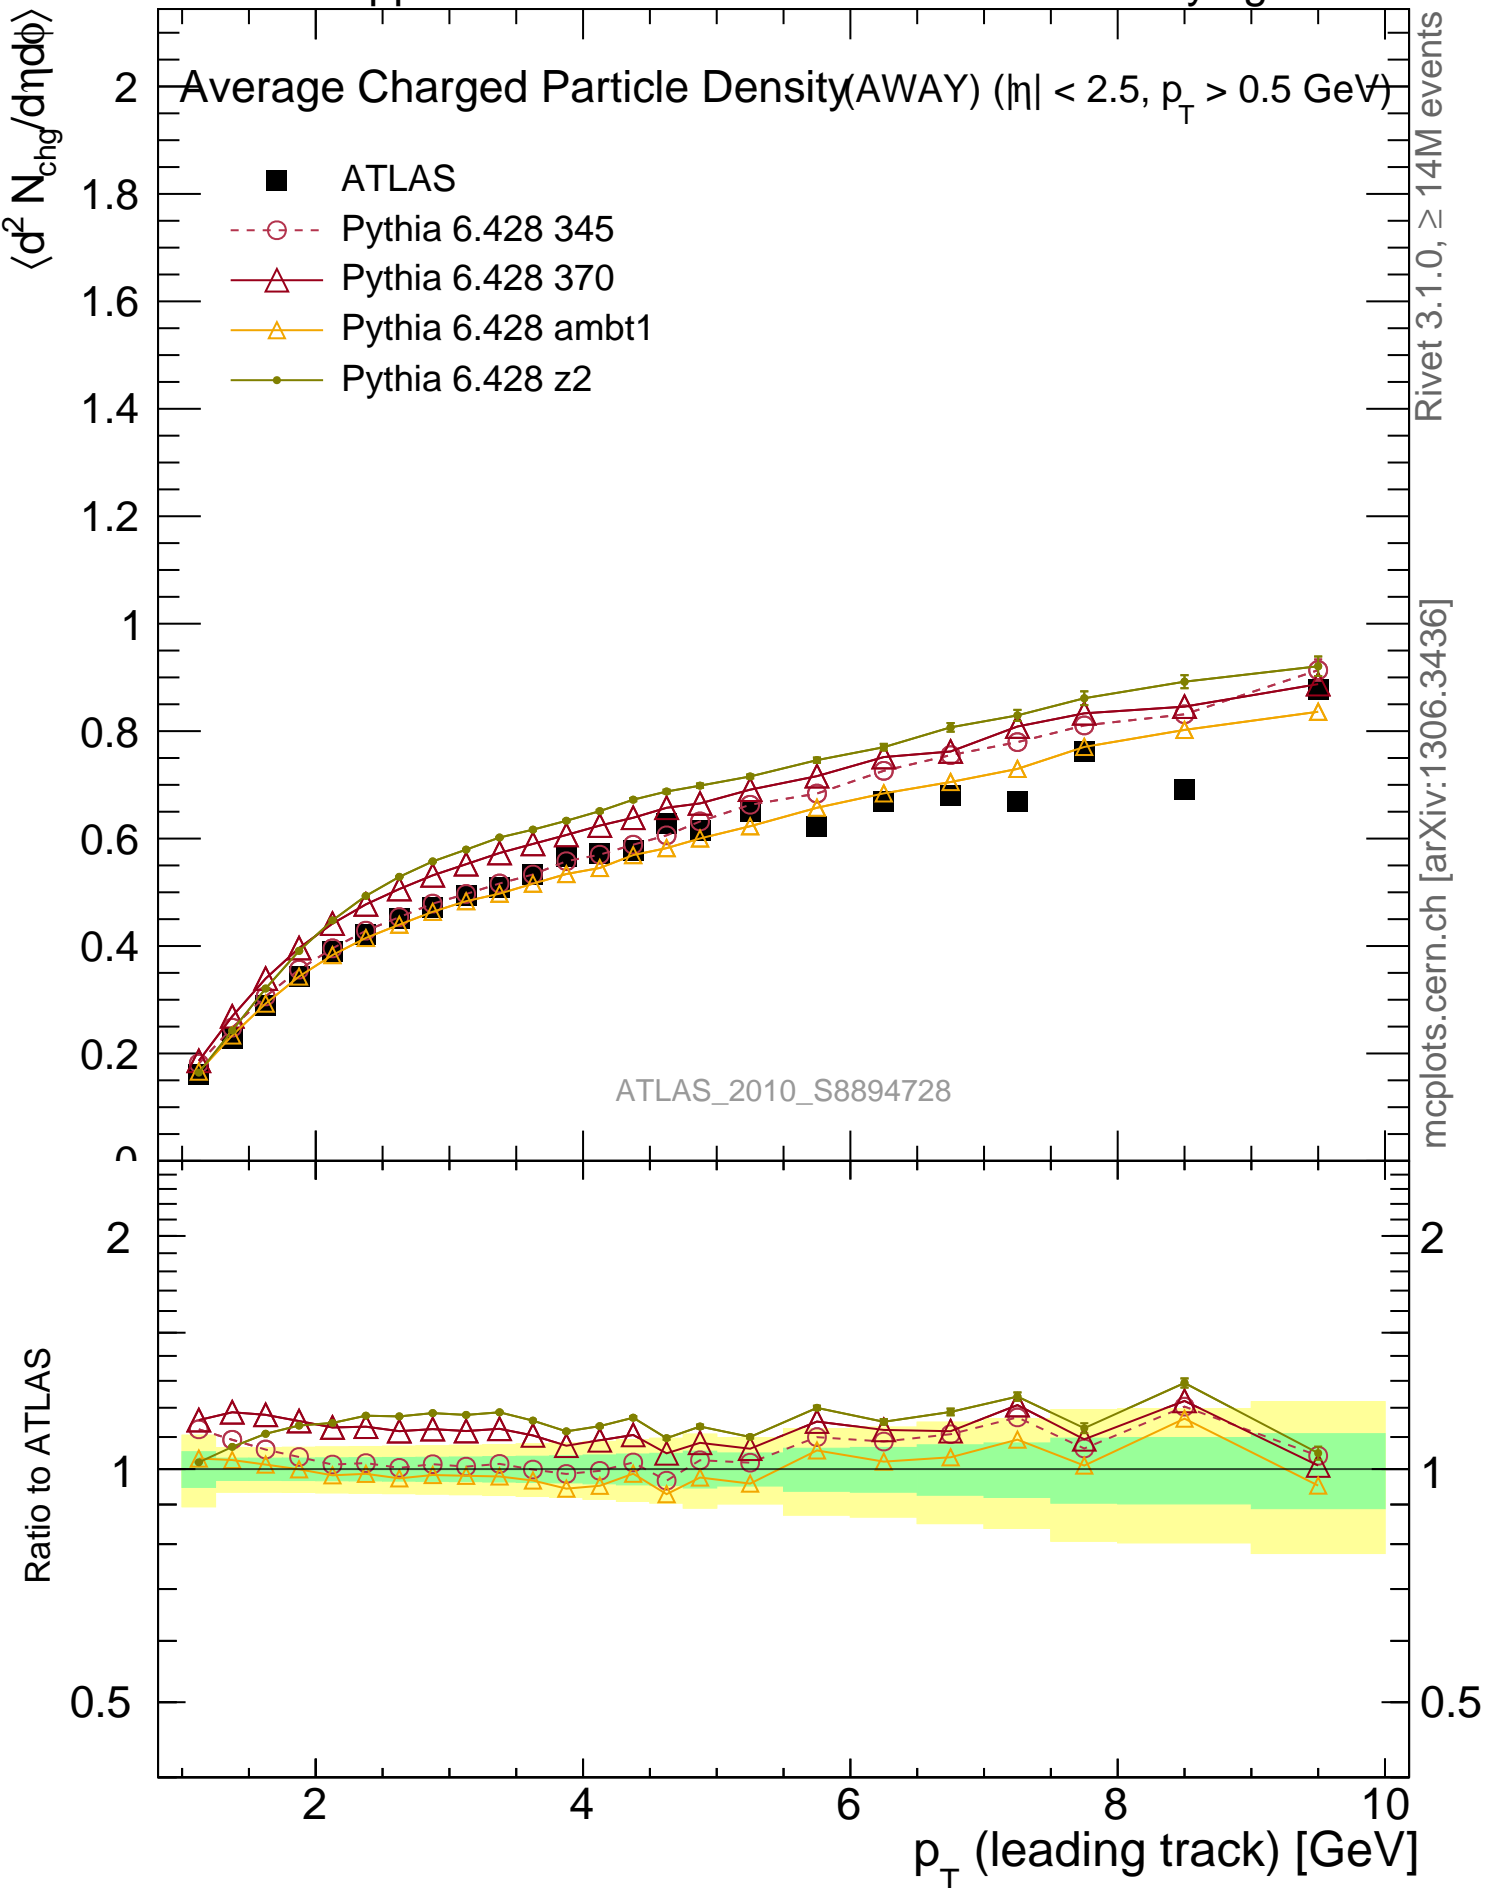 ⟨d² N_chg/dηdϕ⟩
Average Charged Particle Density (AWAY) (|η| < 2.5, p_T > 0.5 GeV)
ATLAS
Pythia 6.428 345
Pythia 6.428 370
Pythia 6.428 ambt1
Pythia 6.428 z2
2
1.8
1.6
1.4
1.2
1
0.8
0.6
0.4
0.2
0
ATLAS_2010_S8894728
Rivet 3.1.0, ≥ 14M events
mcplots.cern.ch [arXiv:1306.3436]
Ratio to ATLAS
2
1
0.5
2
1
0.5
2 4 6 8 10
p_T (leading track) [GeV]